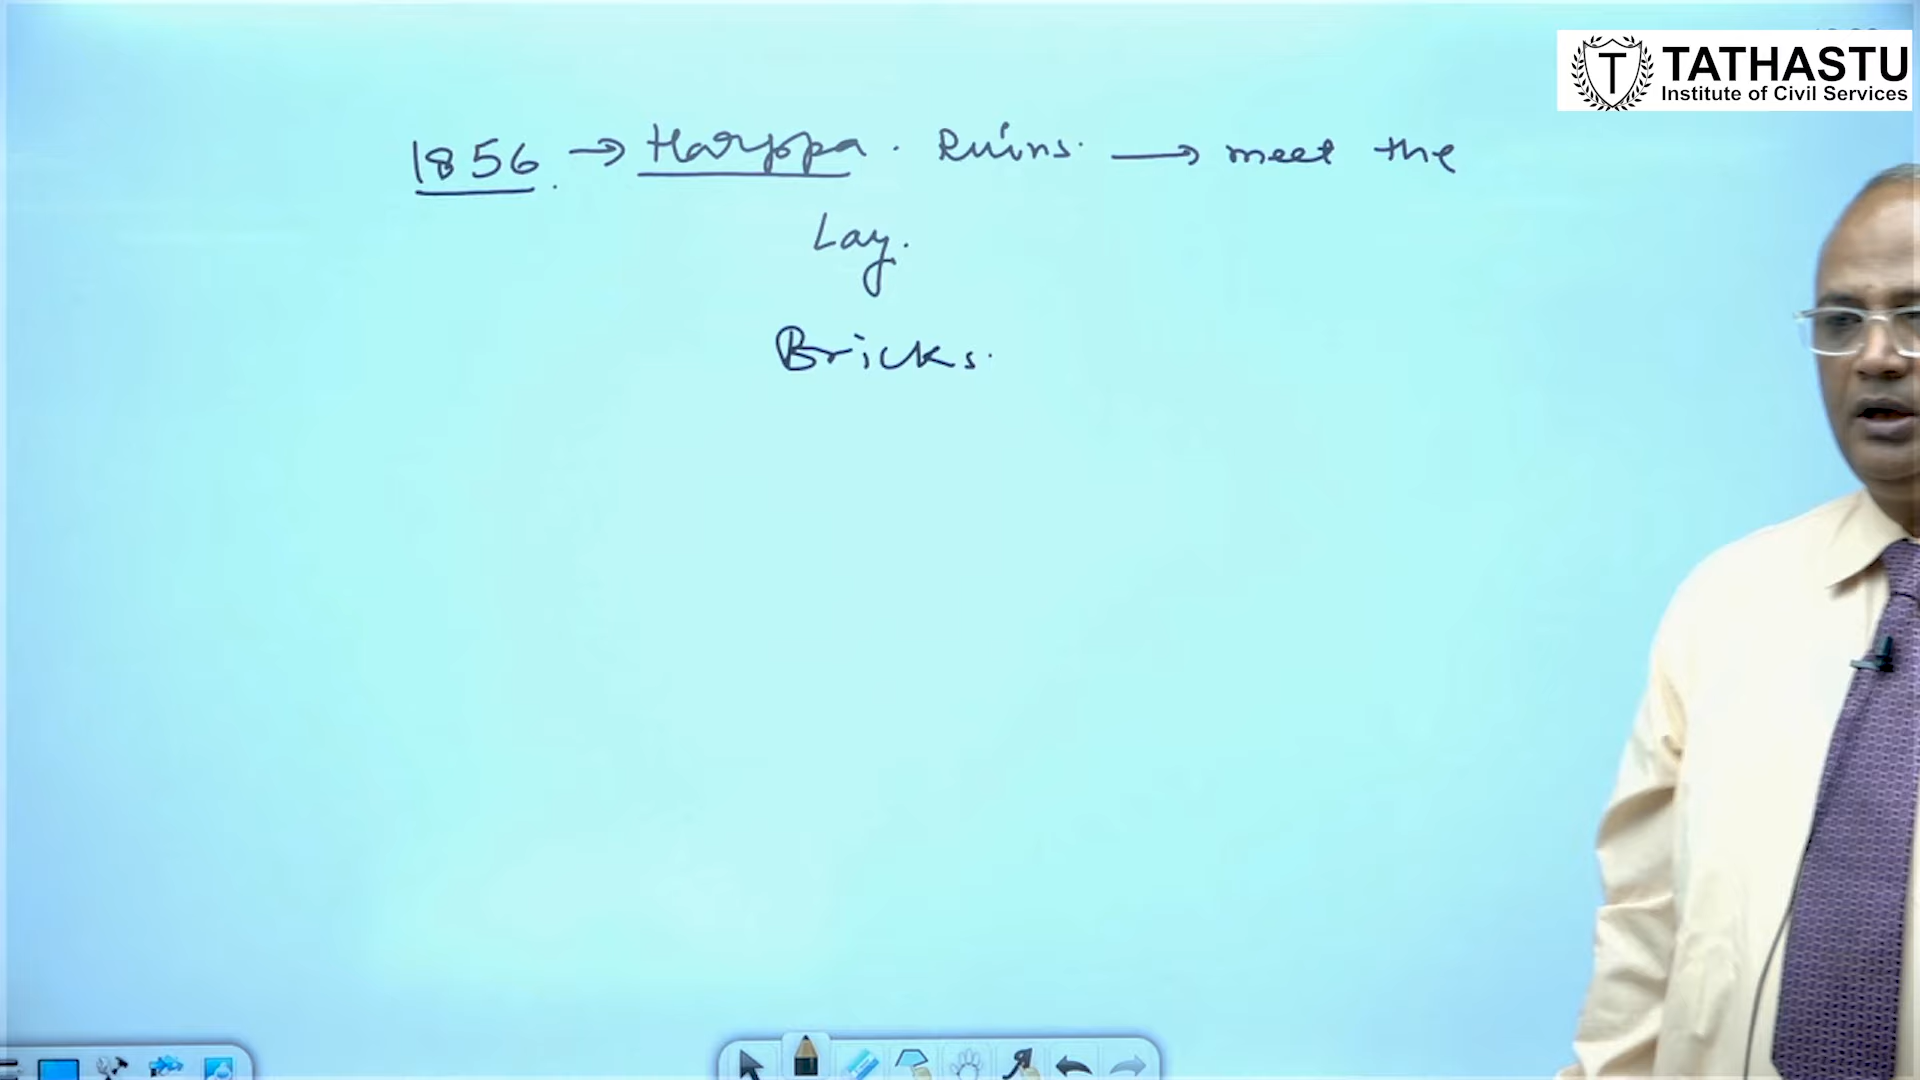 T TATHASTU
Institute of Civil Services
1856 → Harppa. Ruins. → meet the
Lay.
Bricks.